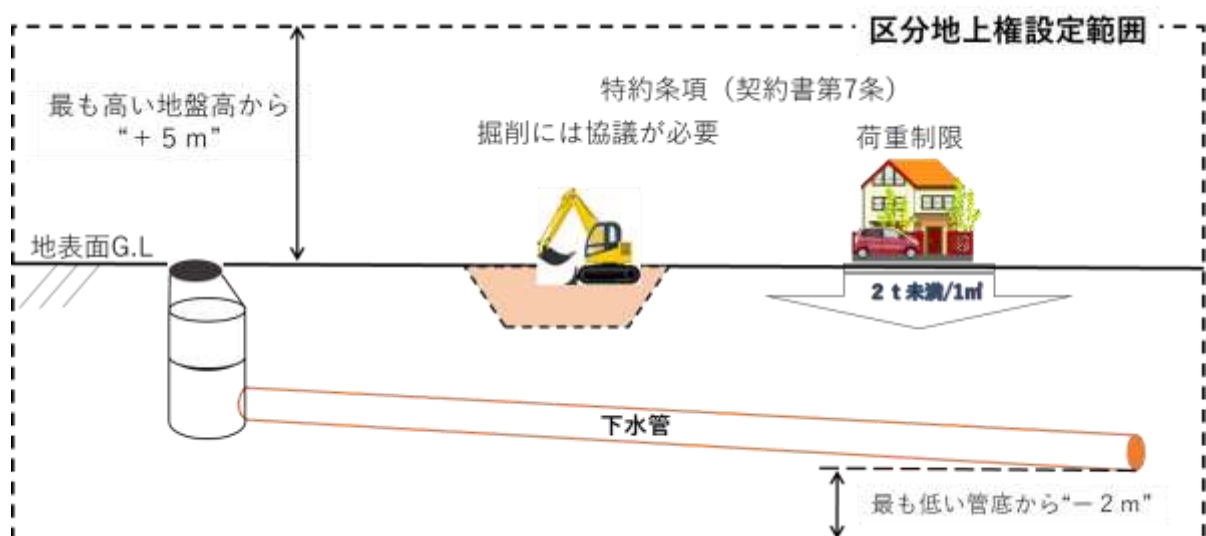 区分地上権設定範囲
最も高い地盤高から
“+５ｍ”
特約条項（契約書第7条）
掘削には協議が必要
荷重制限
地表面G.L
２ｔ未満/1㎡
下水管
最も低い管底から“−２ｍ”